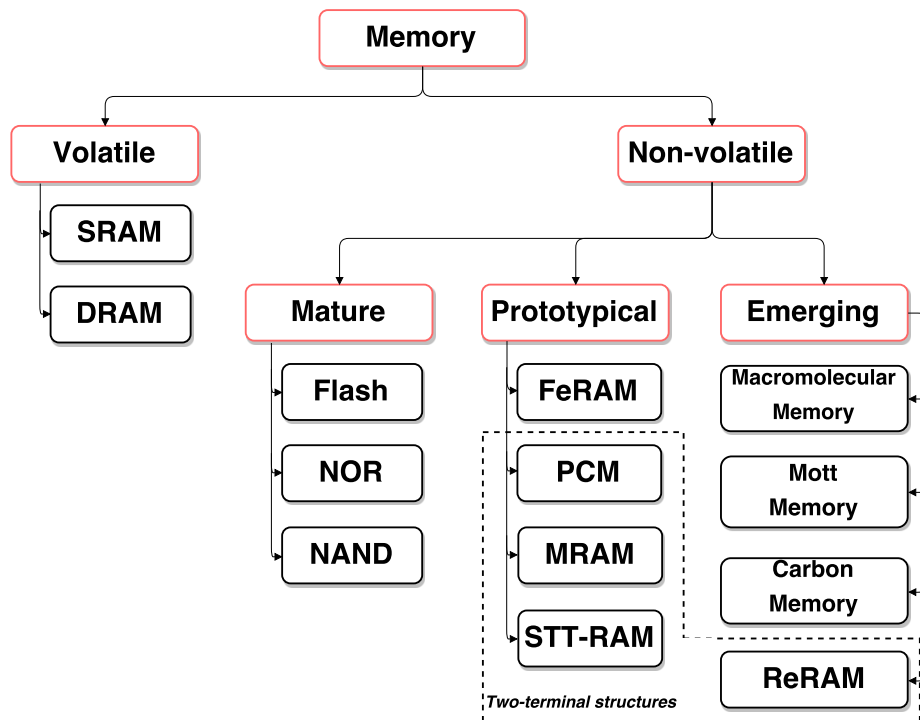 Memory
Volatile
Non-volatile
SRAM
DRAM
Mature
Prototypical
Emerging
Flash
NOR
NAND
FeRAM
PCM
MRAM
STT-RAM
Two-terminal structures
Macromolecular
Memory
Mott
Memory
Carbon
Memory
ReRAM